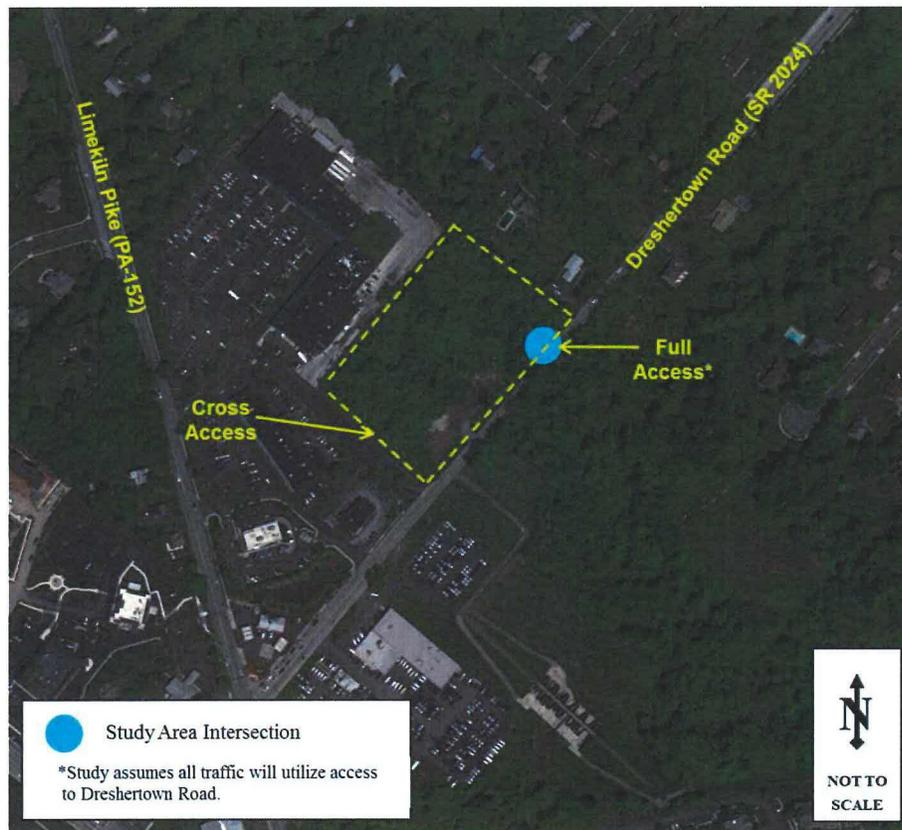 Limekiln Pike (PA-152)
Dreshertown Road (SR 2024)
Full
Access*
Cross
Access
Study Area Intersection
*Study assumes all traffic will utilize access
to Dreshertown Road.
N
NOT TO
SCALE